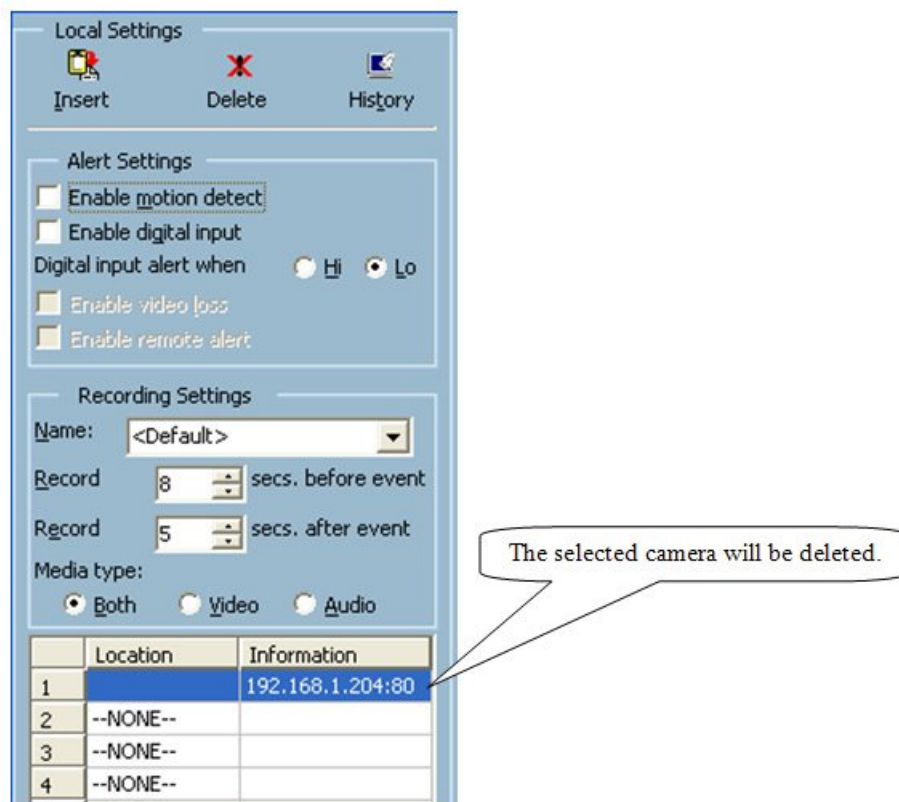 Local Settings
Insert Delete History
Alert Settings
Enable motion detect
Enable digital input
Digital input alert when Hi Lo
Enable video loss
Enable remote alert
Recording Settings
Name: <Default>
Record 8 secs. before event
Record 5 secs. after event
Media type:
Both Video Audio
Location Information
1 192.168.1.204:80
2 --NONE--
3 --NONE--
4 --NONE--
The selected camera will be deleted.